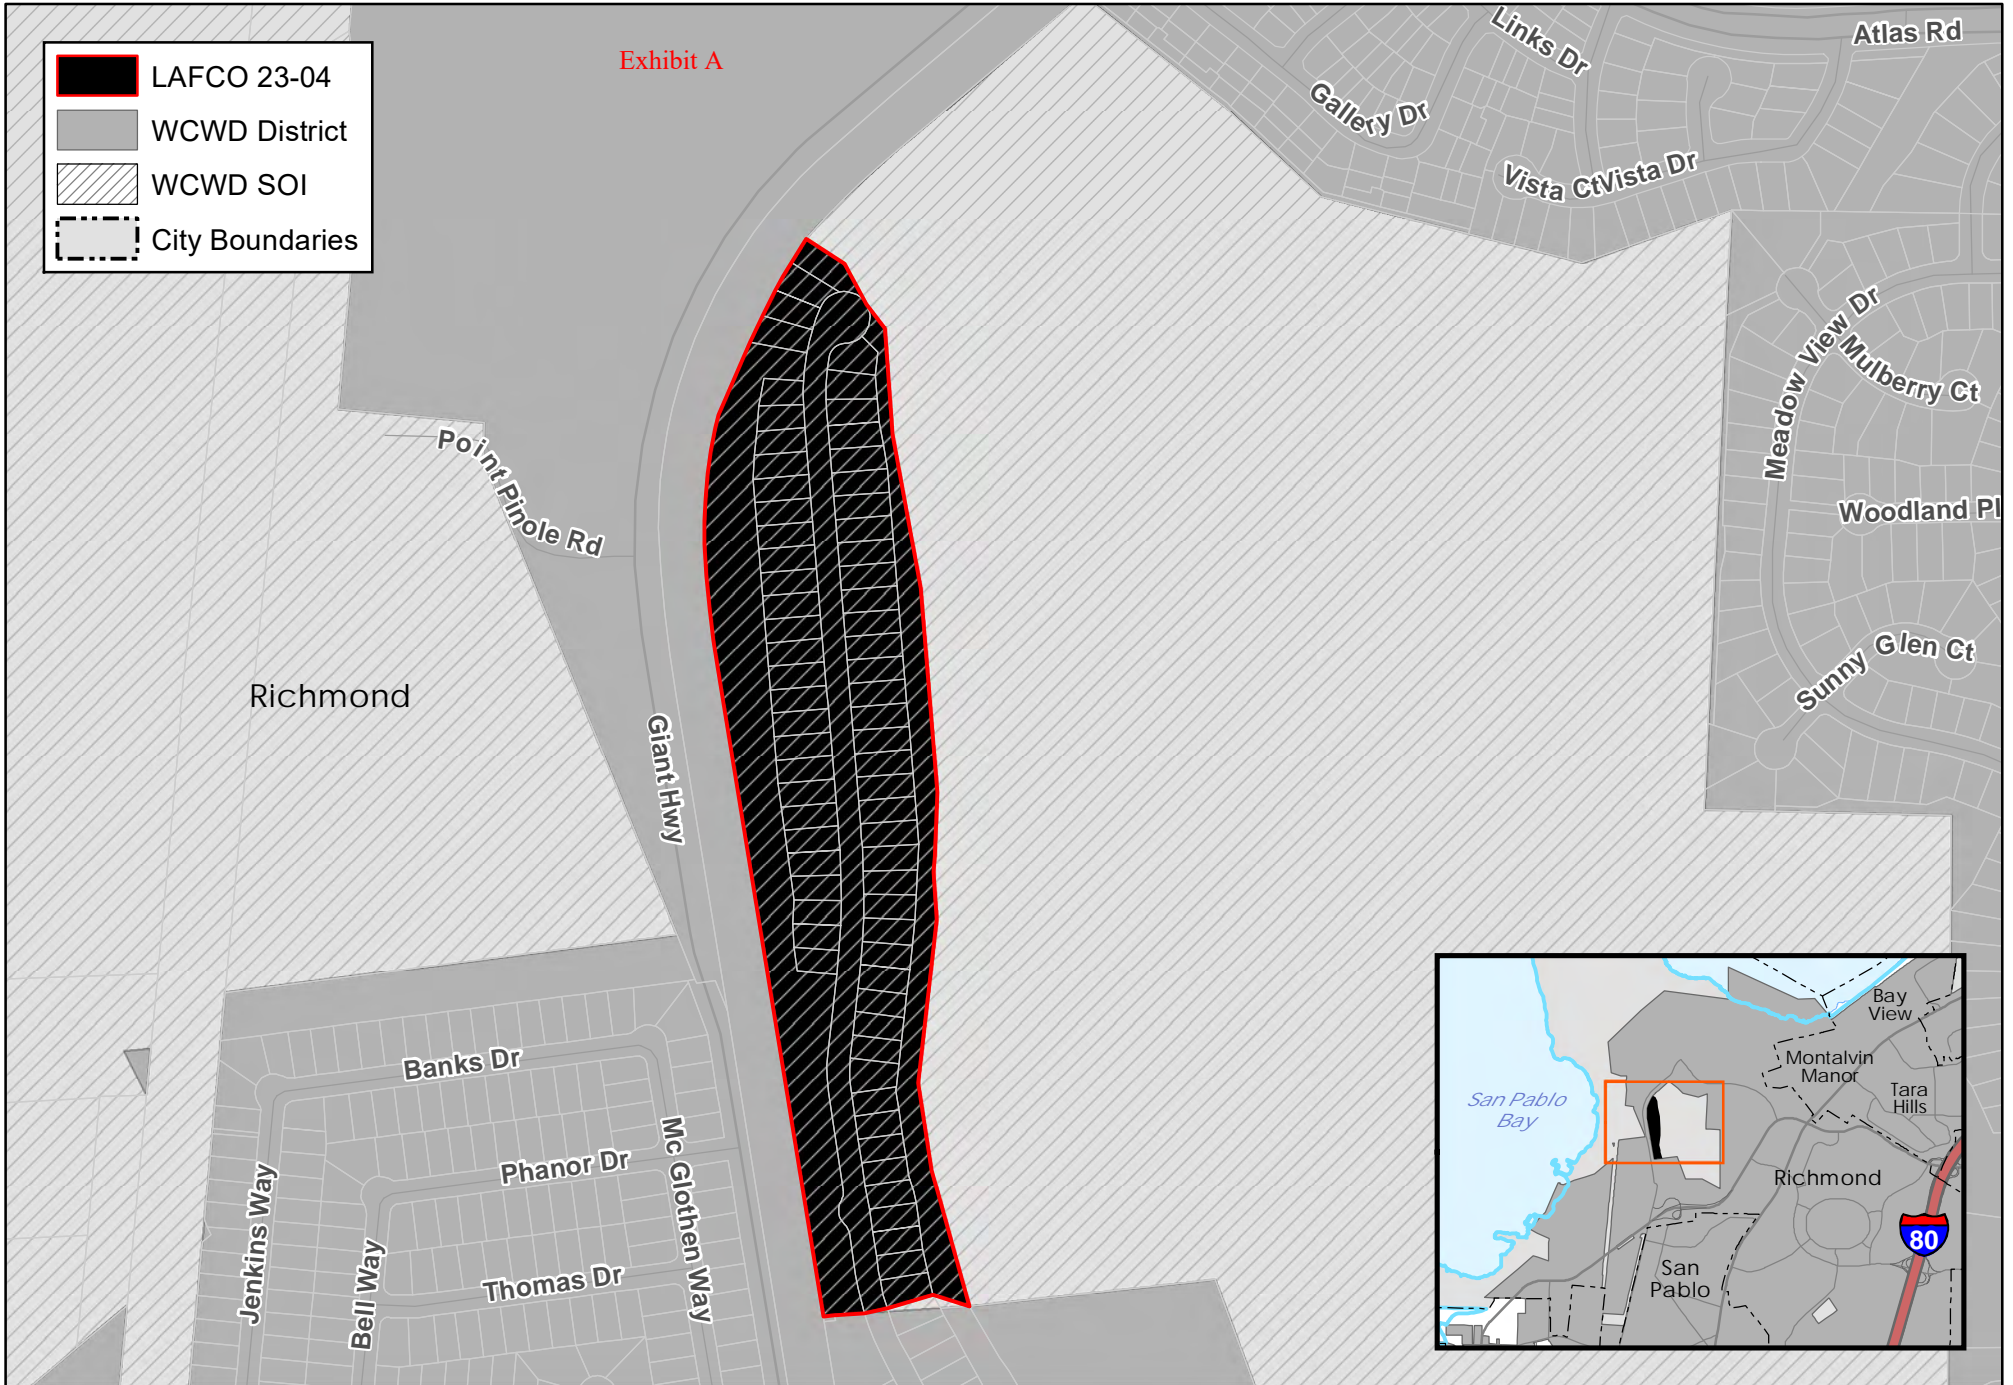 Exhibit A
LAFCO 23-04
WCWD District
WCWD SOI
City Boundaries
Links Dr
Atlas Rd
Gallery Dr
Vista Ct
Vista Dr
Meadow View Dr
Mulberry Ct
Point Pinole Rd
Woodland Pl
Sunny Glen Ct
Richmond
Giant Hwy
Banks Dr
Phanor Dr
Mc Glothen Way
Jenkins Way
Bell Way
Thomas Dr
Bay
View
Montalvin
Manor
Tara
Hills
San Pablo
Bay
Richmond
80
San
Pablo